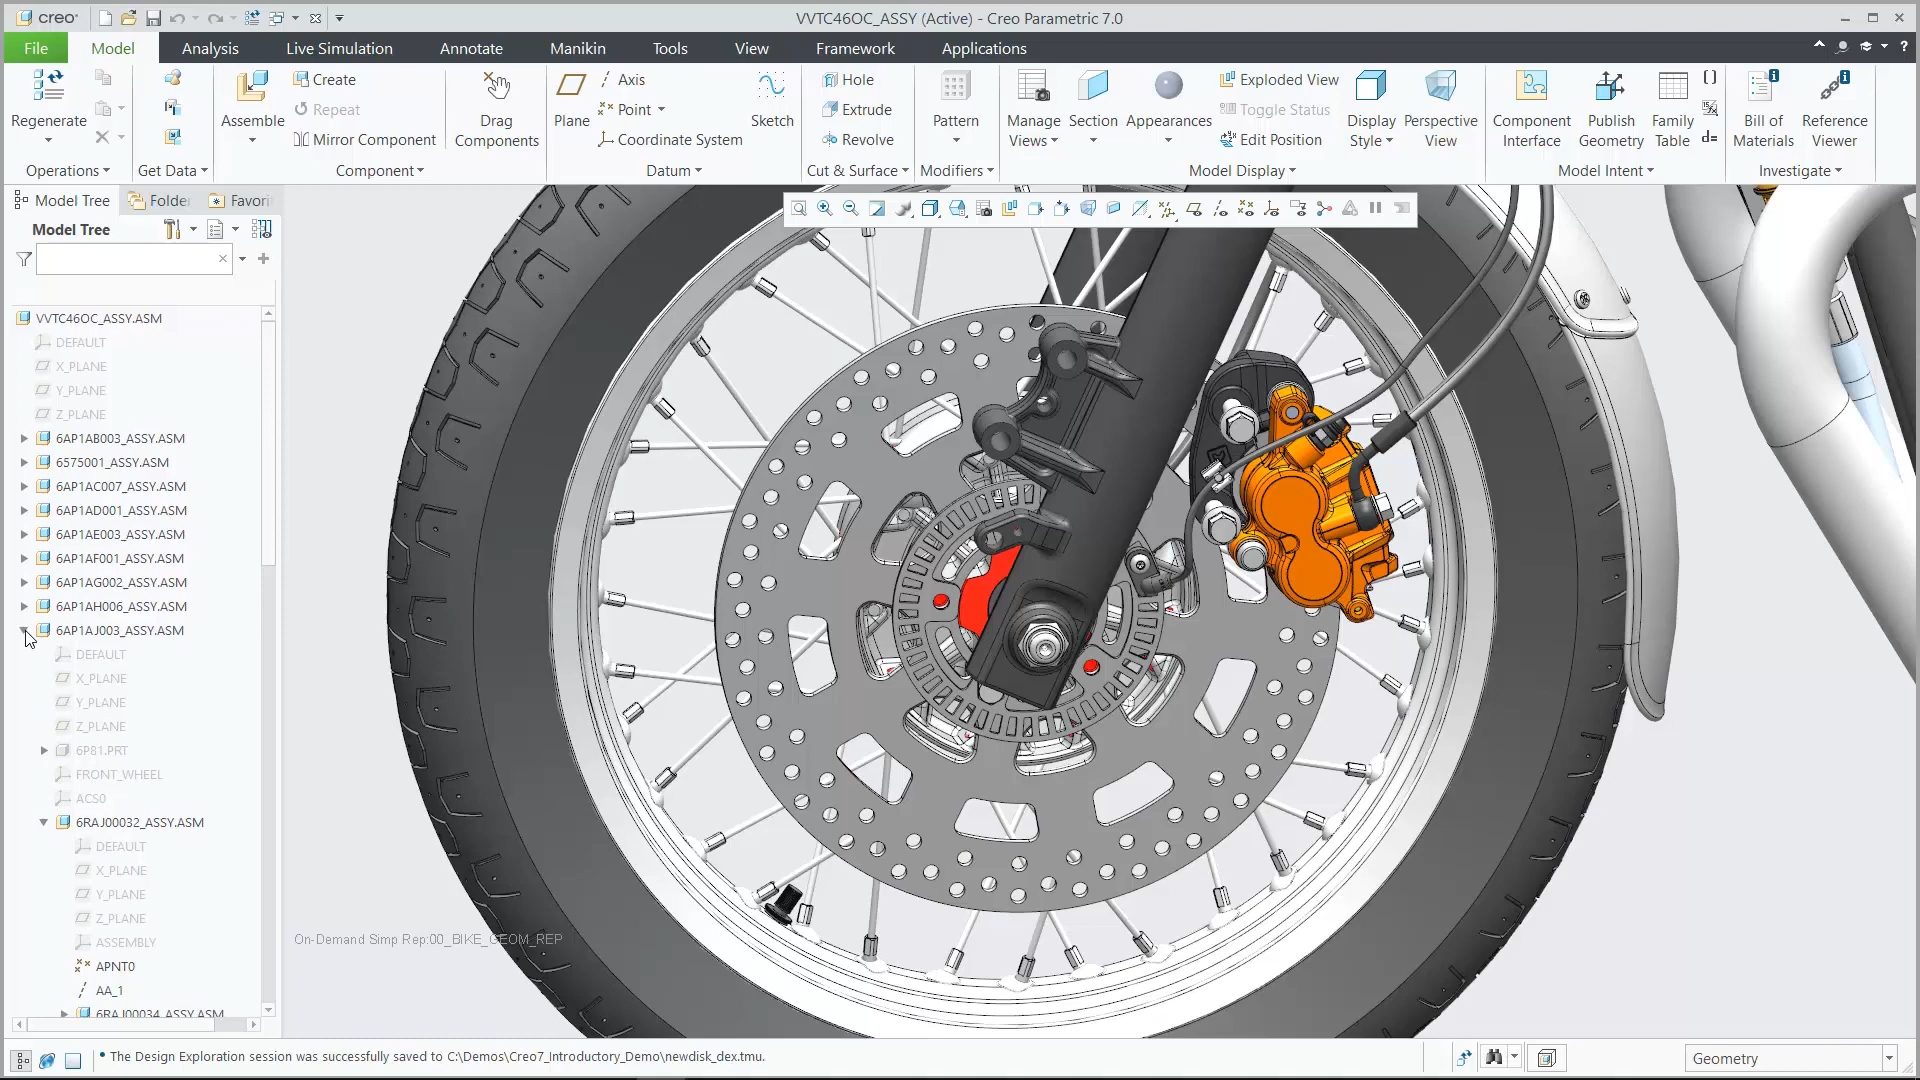 creo
VVTC46OC_ASSY (Active) - Creo Parametric 7.0
File
Model
Analysis
Live Simulation
Annotate
Manikin
Tools
View
Framework
Applications
Regenerate
Operations
Get Data
Assemble
Create
Repeat
Mirror Component
Drag Components
Component
Plane
Axis
Point
Coordinate System
Sketch
Datum
Hole
Extrude
Revolve
Cut & Surface
Pattern
Modifiers
Manage Views
Section
Appearances
Exploded View
Toggle Status
Edit Position
Display Style
Perspective View
Model Display
Component Interface
Publish Geometry
Family Table
Model Intent
Bill of Materials
Reference Viewer
Investigate
Model Tree
Folder
Favori
Model Tree
VVTC46OC_ASSY.ASM
DEFAULT
X_PLANE
Y_PLANE
Z_PLANE
6AP1AB003_ASSY.ASM
6575001_ASSY.ASM
6AP1AC007_ASSY.ASM
6AP1AD001_ASSY.ASM
6AP1AE003_ASSY.ASM
6AP1AF001_ASSY.ASM
6AP1AG002_ASSY.ASM
6AP1AH006_ASSY.ASM
6AP1AJ003_ASSY.ASM
DEFAULT
X_PLANE
Y_PLANE
Z_PLANE
6P81.PRT
FRONT_WHEEL
ACS0
6RAJ00032_ASSY.ASM
DEFAULT
X_PLANE
Y_PLANE
Z_PLANE
ASSEMBLY
APNT0
AA_1
6RAJ00034_ASSY.ASM
On-Demand Simp Rep:00_BIKE_GEOM_REP
• The Design Exploration session was successfully saved to C:\Demos\Creo7_Introductory_Demo\newdisk_dex.tmu.
Geometry